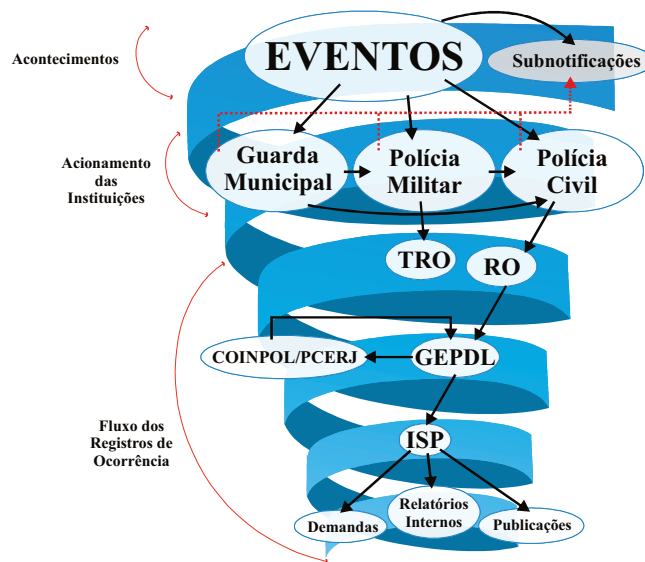 EVENTOS
Subnotificações
Acontecimentos
Guarda
Municipal
Polícia
Militar
Polícia
Civil
Acionamento
das
Instituições
TRO
RO
COINPOL/PCERJ
GEPDL
Fluxo dos
Registros de
Ocorrência
ISP
Demandas
Relatórios
Internos
Publicações